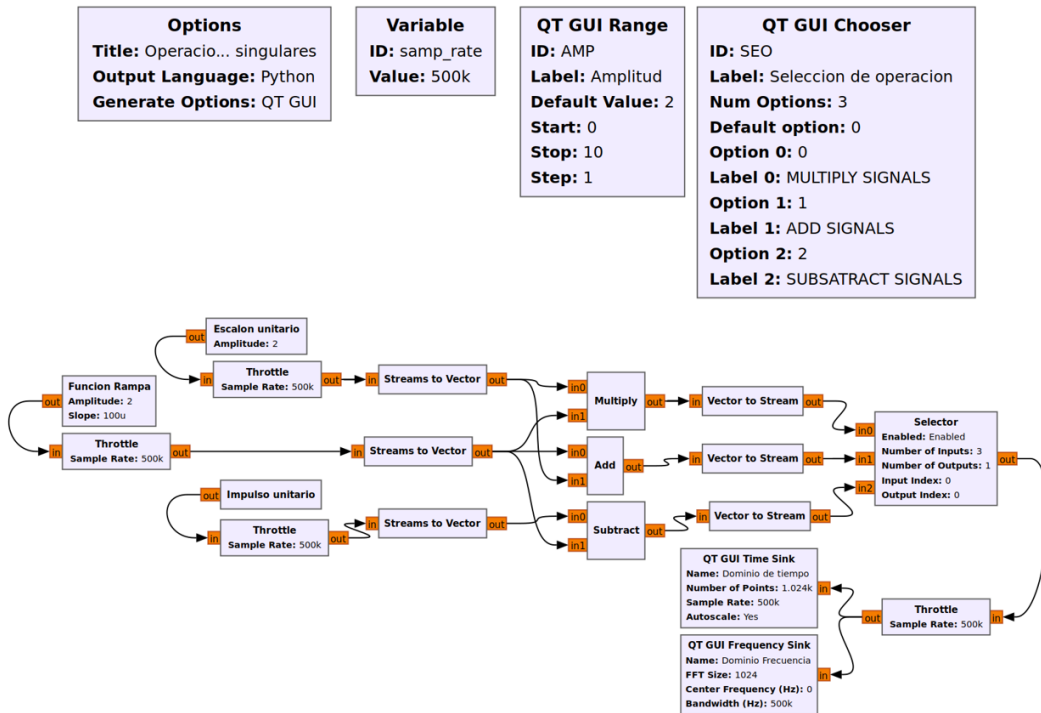 Options
Title: Operacio... singulares
Output Language: Python
Generate Options: QT GUI
Variable
ID: samp_rate
Value: 500k
QT GUI Range
ID: AMP
Label: Amplitud
Default Value: 2
Start: 0
Stop: 10
Step: 1
QT GUI Chooser
ID: SEO
Label: Seleccion de operacion
Num Options: 3
Default option: 0
Option 0: 0
Label 0: MULTIPLY SIGNALS
Option 1: 1
Label 1: ADD SIGNALS
Option 2: 2
Label 2: SUBSATRACT SIGNALS
out
Escalon unitario
Amplitude: 2
in
Throttle
Sample Rate: 500k
out
in
Streams to Vector
out
out
Funcion Rampa
Amplitude: 2
Slope: 100u
in
Throttle
Sample Rate: 500k
out
in
Streams to Vector
out
out
Impulso unitario
in
Throttle
Sample Rate: 500k
out
in
Streams to Vector
out
in0
in1
Multiply
out
in
Vector to Stream
out
in0
in1
Add
out
in
Vector to Stream
out
in0
in1
Subtract
out
in
Vector to Stream
out
in0
in1
in2
Selector
Enabled: Enabled
Number of Inputs: 3
Number of Outputs: 1
Input Index: 0
Output Index: 0
out
QT GUI Time Sink
Name: Dominio de tiempo
Number of Points: 1.024k
Sample Rate: 500k
Autoscale: Yes
in
out
Throttle
Sample Rate: 500k
in
QT GUI Frequency Sink
Name: Dominio Frecuencia
FFT Size: 1024
Center Frequency (Hz): 0
Bandwidth (Hz): 500k
in